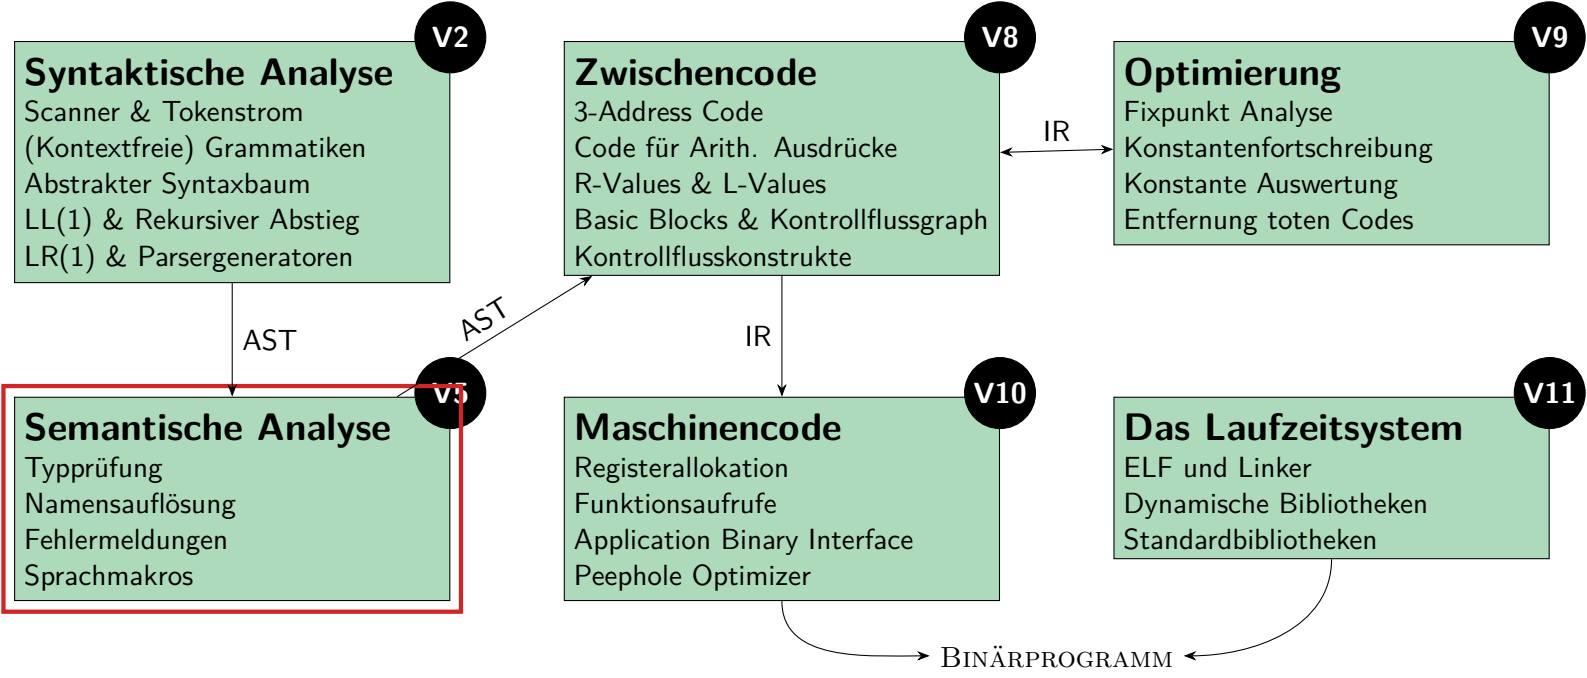 V2
Syntaktische Analyse
Scanner & Tokenstrom
(Kontextfreie) Grammatiken
Abstrakter Syntaxbaum
LL(1) & Rekursiver Abstieg
LR(1) & Parsergeneratoren
V8
Zwischencode
3-Address Code
Code für Arith. Ausdrücke
R-Values & L-Values
Basic Blocks & Kontrollflussgraph
Kontrollflusskonstrukte
IR
V9
Optimierung
Fixpunkt Analyse
Konstantenfortschreibung
Konstante Auswertung
Entfernung toten Codes
AST
AST
IR
V5
Semantische Analyse
Typprüfung
Namensauflösung
Fehlermeldungen
Sprachmakros
V10
Maschinencode
Registerallokation
Funktionsaufrufe
Application Binary Interface
Peephole Optimizer
V11
Das Laufzeitsystem
ELF und Linker
Dynamische Bibliotheken
Standardbibliotheken
BINÄRPROGRAMM